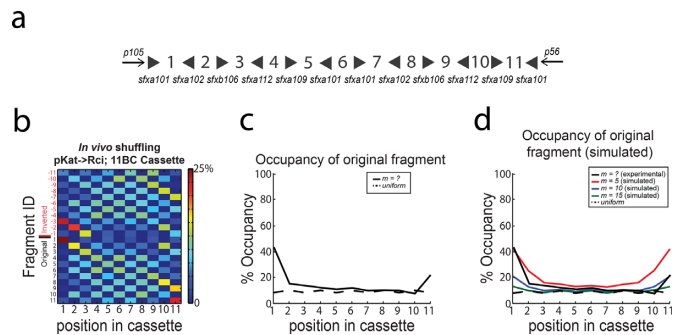 a
p105
p56
1 2 3 4 5 6 7 8 9 10 11
sfxa101 sfxa102 sfxb106 sfxa112 sfxa109 sfxa101 sfxa101 sfxa102 sfxb106 sfxa112 sfxa109 sfxa101
b
In vivo shuffling
pKat->Rci; 11BC Cassette
25%
0
Fragment ID
Original
Inverted
1 2 3 4 5 6 7 8 9 10 11
position in cassette
c
Occupancy of original fragment
m = ?
uniform
% Occupancy
100
80
60
40
20
0
1 2 3 4 5 6 7 8 9 10 11
position in cassette
d
Occupancy of original
fragment (simulated)
m = ? (experimental)
m = 5 (simulated)
m = 10 (simulated)
m = 15 (simulated)
uniform
% Occupancy
100
80
60
40
20
0
1 2 3 4 5 6 7 8 9 10 11
position in cassette